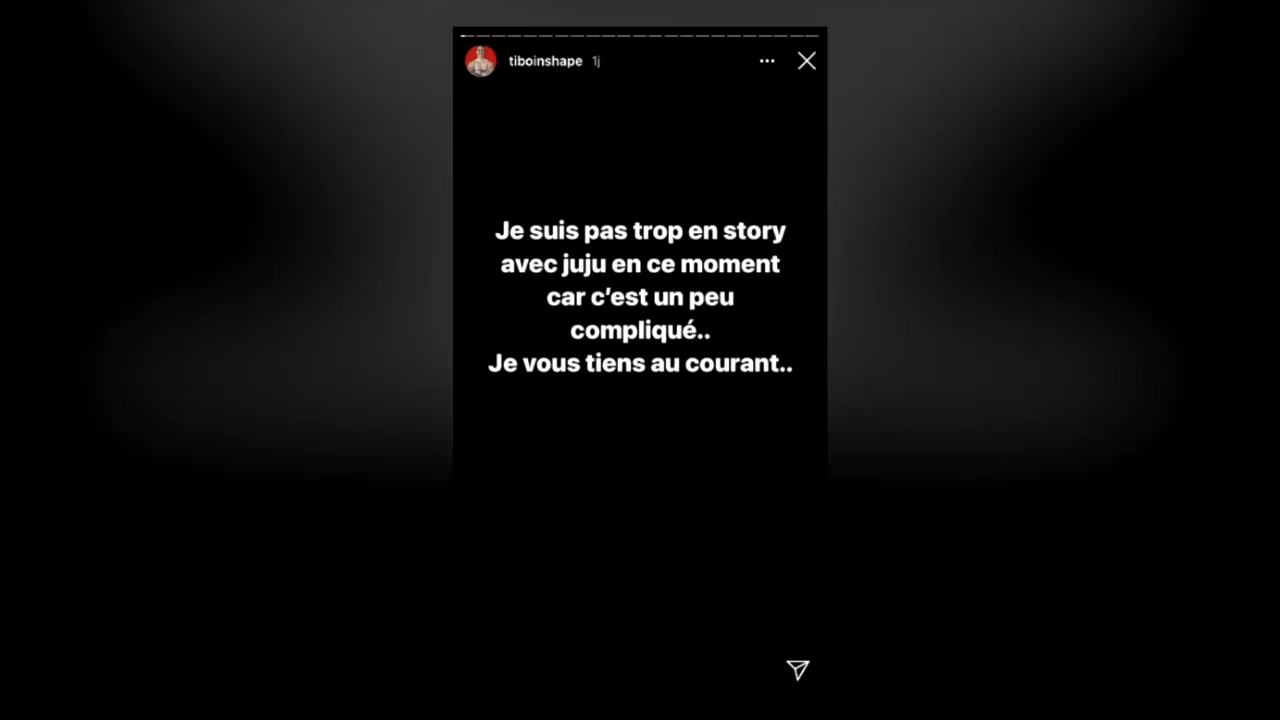 tiboinshape 1j
Je suis pas trop en story
avec juju en ce moment
car c’est un peu
compliqué..
Je vous tiens au courant..